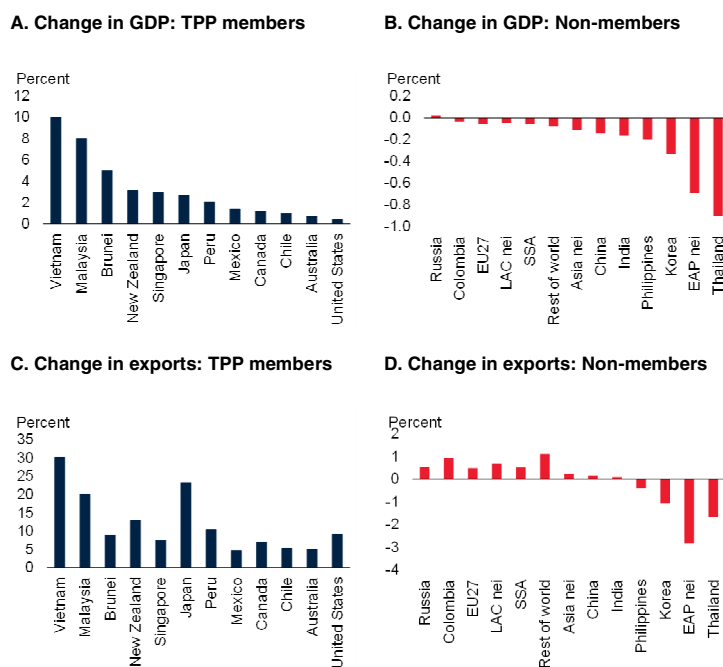 A. Change in GDP: TPP members
Percent
12
10
8
6
4
2
0
Vietnam
Malaysia
Brunei
New Zealand
Singapore
Japan
Peru
Mexico
Canada
Chile
Australia
United States
B. Change in GDP: Non-members
Percent
0.2
0.0
-0.2
-0.4
-0.6
-0.8
-1.0
Russia
Colombia
EU27
LAC nei
SSA
Rest of world
Asia nei
China
India
Philippines
Korea
EAP nei
Thailand
C. Change in exports: TPP members
Percent
35
30
25
20
15
10
5
0
Vietnam
Malaysia
Brunei
New Zealand
Singapore
Japan
Peru
Mexico
Canada
Chile
Australia
United States
D. Change in exports: Non-members
Percent
2
1
0
-1
-2
-3
-4
Russia
Colombia
EU27
LAC nei
SSA
Rest of world
Asia nei
China
India
Philippines
Korea
EAP nei
Thailand